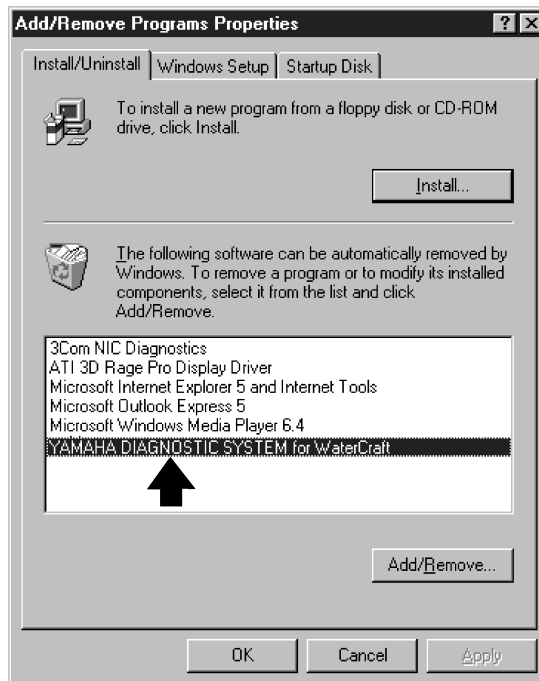 Add/Remove Programs Properties
Install/Uninstall Windows Setup Startup Disk
To install a new program from a floppy disk or CD-ROM
drive, click Install.
Install...
The following software can be automatically removed by
Windows. To remove a program or to modify its installed
components, select it from the list and click
Add/Remove.
3Com NIC Diagnostics
ATI 3D Rage Pro Display Driver
Microsoft Internet Explorer 5 and Internet Tools
Microsoft Outlook Express 5
Microsoft Windows Media Player 6.4
YAMAHA DIAGNOSTIC SYSTEM for WaterCraft
Add/Remove...
OK Cancel Apply